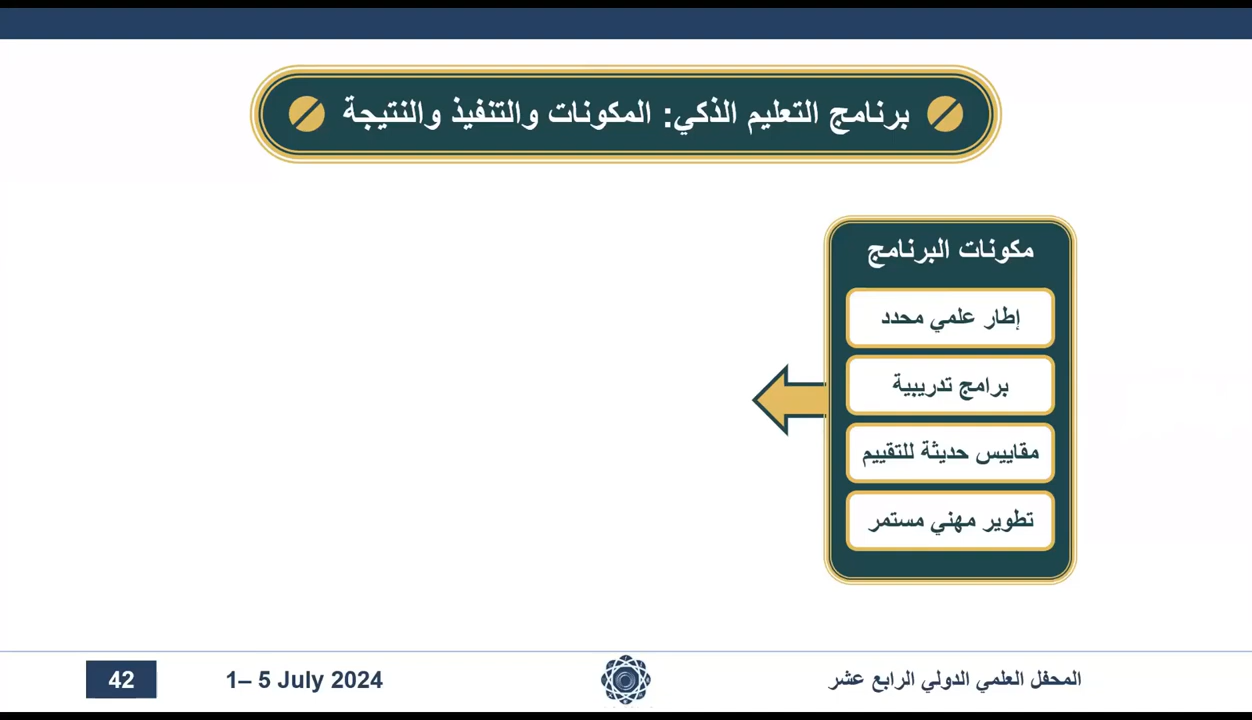 برنامج التعليم الذكي: المكونات والتنفيذ والنتيجة
مكونات البرنامج
إطار علمي محدد
برامج تدريبية
مقاييس حديثة للتقييم
تطوير مهني مستمر
المحفل العلمي الدولي الرابع عشر
1– 5 July 2024
42